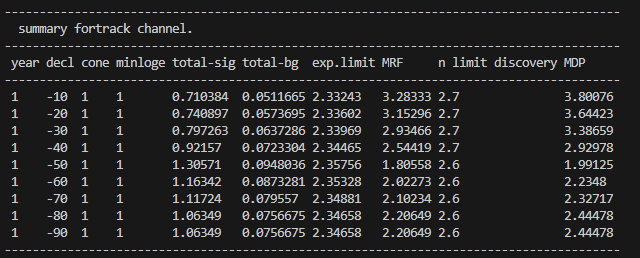 summary fortrack channel.
year decl cone minloge total-sig total-bg exp.limit MRF n limit discovery MDP
1 -10 1 1 0.710384 0.0511665 2.33243 3.28333 2.7 3.80076
1 -20 1 1 0.740897 0.0573695 2.33602 3.15296 2.7 3.64423
1 -30 1 1 0.797263 0.0637286 2.33969 2.93466 2.7 3.38659
1 -40 1 1 0.92157 0.0723304 2.34465 2.54419 2.7 2.92978
1 -50 1 1 1.30571 0.0948036 2.35756 1.80558 2.6 1.99125
1 -60 1 1 1.16342 0.0873281 2.35328 2.02273 2.6 2.2348
1 -70 1 1 1.11724 0.079557 2.34881 2.10234 2.6 2.32717
1 -80 1 1 1.06349 0.0756675 2.34658 2.20649 2.6 2.44478
1 -90 1 1 1.06349 0.0756675 2.34658 2.20649 2.6 2.44478